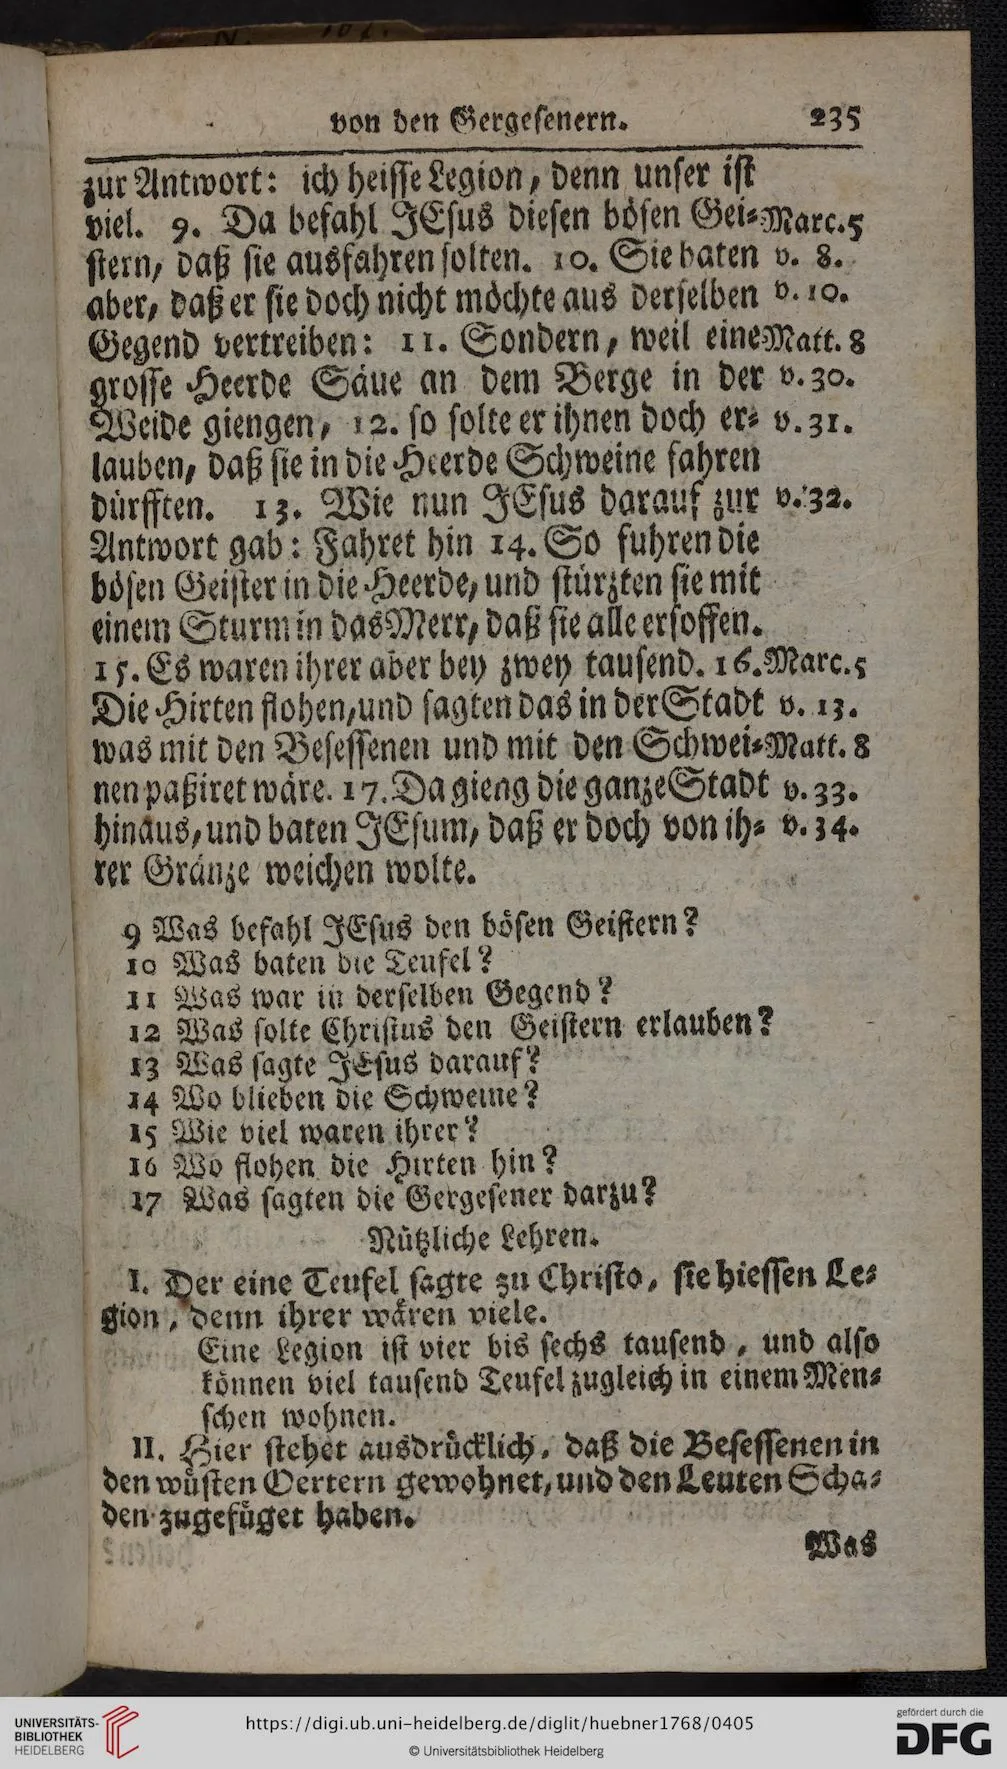 von den Gergesenern. 235
zur Antwort: ich heisse Legion, denn unser ist
viel. 9. Da befahl JEsus diesen bösen Gei= Marc. 5
stern, daß sie ausfahren solten. 10. Sie baten v. 8.
aber, daß er sie doch nicht möchte aus derselben v. 10.
Gegend vertreiben: 11. Sondern, weil eine Matt. 8
grosse Heerde Säue an dem Berge in der v. 30.
Weide giengen, 12. so solte er ihnen doch er= v. 31.
lauben, daß sie in die Heerde Schweine fahren
dürfften. 13. Wie nun JEsus darauf zur v. 32.
Antwort gab: Fahret hin 14. So fuhren die
bösen Geister in die Heerde, und stürzten sie mit
einem Sturm in das Merr, daß sie alle ersoffen.
15. Es waren ihrer aber bey zwey tausend. 16. Marc. 5
Die Hirten flohen, und sagten das in der Stadt v. 13.
was mit den Besessenen und mit den Schwei= Matt. 8
nen paßiret wäre. 17. Da gieng die ganze Stadt v. 33.
hinaus, und baten JEsum, daß er doch von ih= v. 34.
rer Gränze weichen wolte.
9 Was befahl JEsus den bösen Geistern?
10 Was baten die Teufel?
11 Was war in derselben Gegend?
12 Was solte Christus den Geistern erlauben?
13 Was sagte JEsus darauf?
14 Wo blieben die Schweine?
15 Wie viel waren ihrer?
16 Wo flohen die Hirten hin?
17 Was sagten die Gergesener darzu?
Nützliche Lehren.
I. Der eine Teufel sagte zu Christo, sie hiessen Le=
gion, denn ihrer wären viele.
Eine Legion ist vier bis sechs tausend, und also
können viel tausend Teufel zugleich in einem Men=
schen wohnen.
II. Hier stehet ausdrücklich, daß die Besessenen in
den wüsten Oertern gewohnet, und den Leuten Scha=
den zugefüget haben.
Was
UNIVERSITÄTS-
BIBLIOTHEK
HEIDELBERG
https://digi.ub.uni-heidelberg.de/diglit/huebner1768/0405
© Universitätsbibliothek Heidelberg
gefördert durch die
DFG